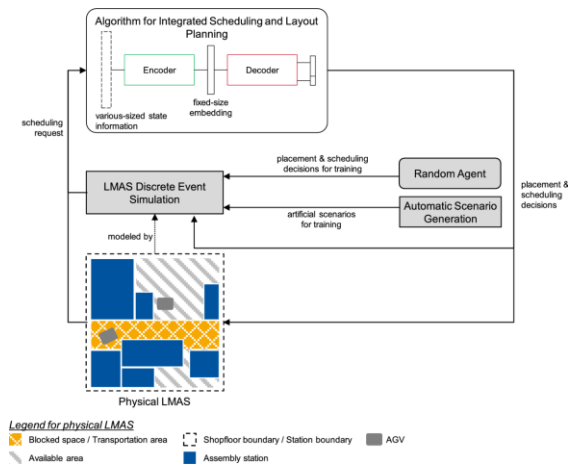 Algorithm for Integrated Scheduling and Layout
Planning
Encoder
Decoder
fixed-size
embedding
various-sized state
information
scheduling
request
placement & scheduling
decisions for training
Random Agent
LMAS Discrete Event
Simulation
placement &
scheduling
decisions
Automatic Scenario
Generation
artificial scenarios
for training
modeled by
Physical LMAS
Legend for physical LMAS
Blocked space / Transportation area
Shopfloor boundary / Station boundary
AGV
Available area
Assembly station